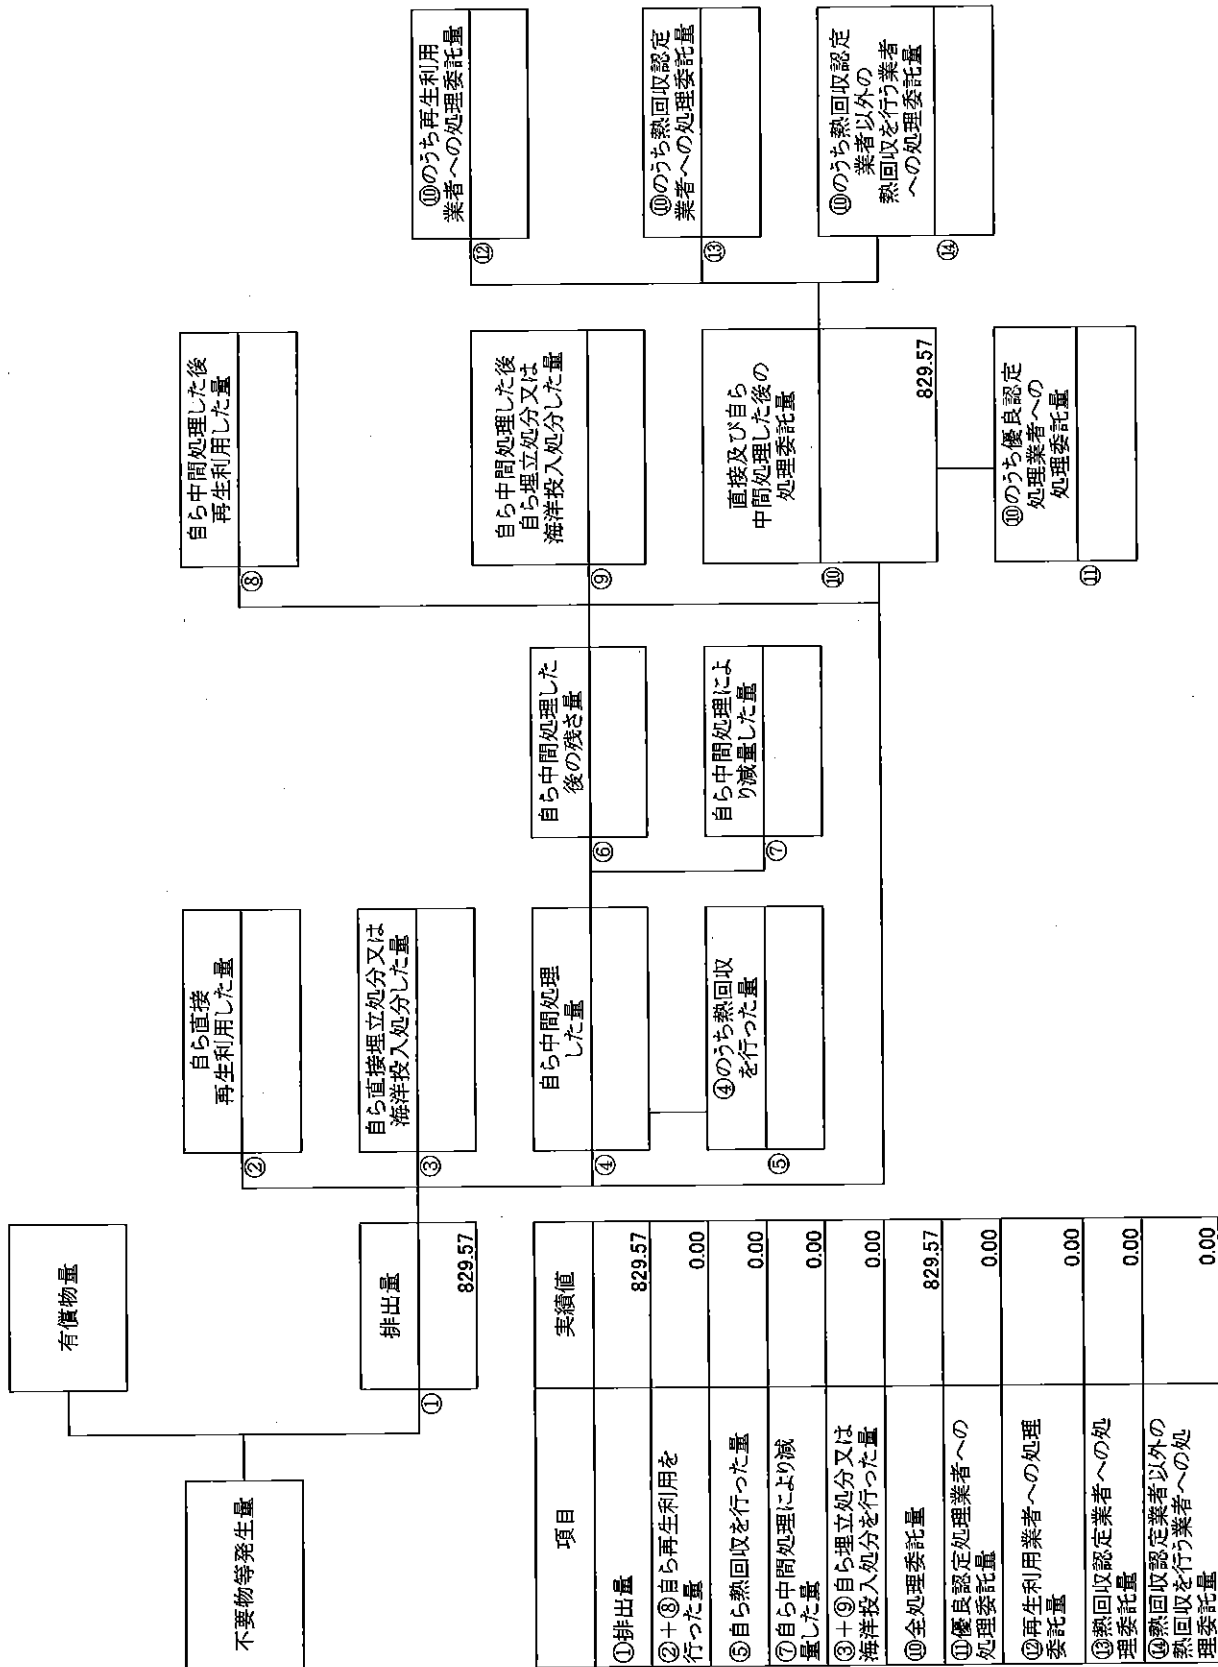 不要物等発生量
有償物量
①
排出量
829.57
②
自ら直接
再生利用した量
③
自ら直接埋立処分又は
海洋投入処分した量
④
自ら中間処理
した量
⑤
④のうち熱回収
を行った量
⑥
自ら中間処理した
後の残さ量
⑦
自ら中間処理によ
り減量した量
⑧
自ら中間処理した後
再生利用した量
⑨
自ら中間処理した後
自ら埋立処分又は
海洋投入処分した量
⑩
直接及び自ら
中間処理した後の
処理委託量
829.57
⑪
⑩のうち優良認定
処理業者への
処理委託量
⑫
⑩のうち再生利用
業者への処理委託量
⑬
⑩のうち熱回収認定
業者への処理委託量
⑭
⑩のうち熱回収認定
業者以外の
熱回収を行う業者
への処理委託量
項目 実績値
①排出量 829.57
②+⑧自ら再生利用を
行った量 0.00
⑤自ら熱回収を行った量 0.00
⑦自ら中間処理により減
量した量 0.00
③+⑨自ら埋立処分又は
海洋投入処分を行った量 0.00
⑩全処理委託量 829.57
⑪優良認定処理業者への
処理委託量 0.00
⑫再生利用業者への処理
委託量 0.00
⑬熱回収認定業者への処
理委託量 0.00
⑭熱回収認定業者以外の
熱回収を行う業者への処
理委託量 0.00